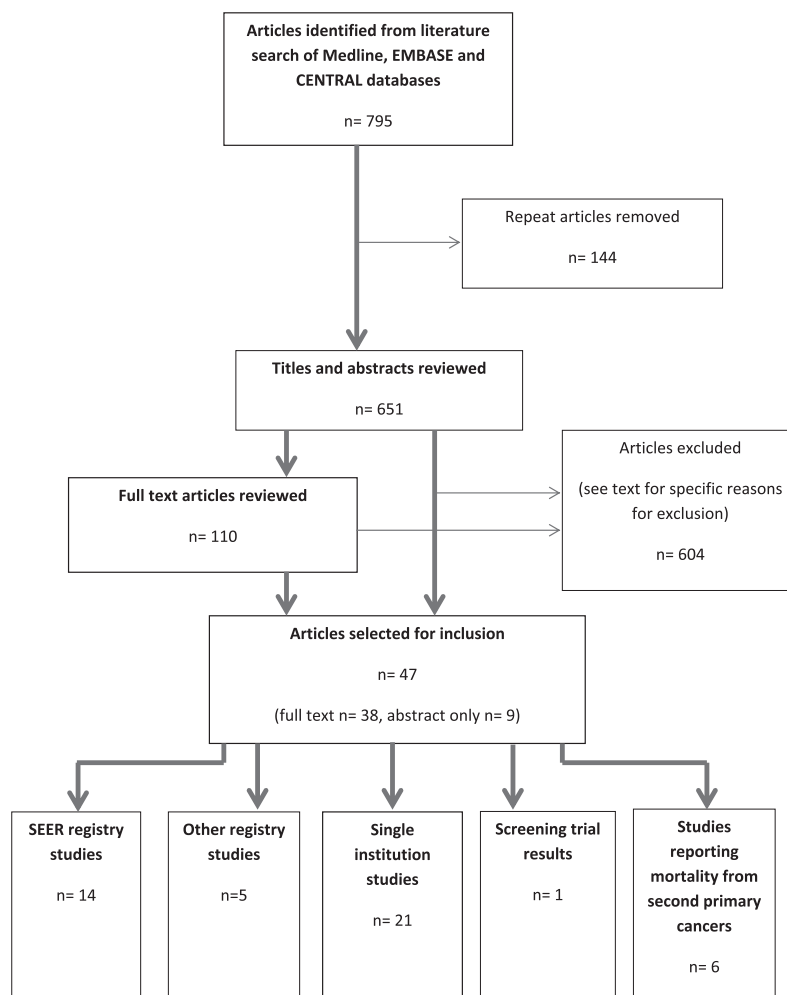 Articles identified from literature
search of Medline, EMBASE and
CENTRAL databases
n= 795
Repeat articles removed
n= 144
Titles and abstracts reviewed
n= 651
Articles excluded
(see text for specific reasons
for exclusion)
n= 604
Full text articles reviewed
n= 110
Articles selected for inclusion
n= 47
(full text n= 38, abstract only n= 9)
SEER registry
studies
n= 14
Other registry
studies
n=5
Single
institution
studies
n= 21
Screening trial
results
n= 1
Studies
reporting
mortality from
second primary
cancers
n= 6